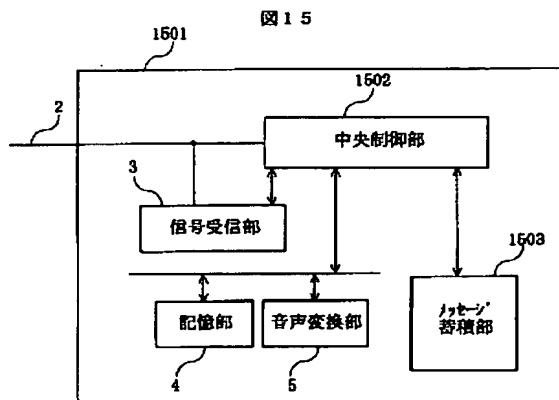 図15
1501
1502
2
中央制御部
3
信号受信部
1503
メッセージ
蓄積部
記憶部
音声変換部
4
5